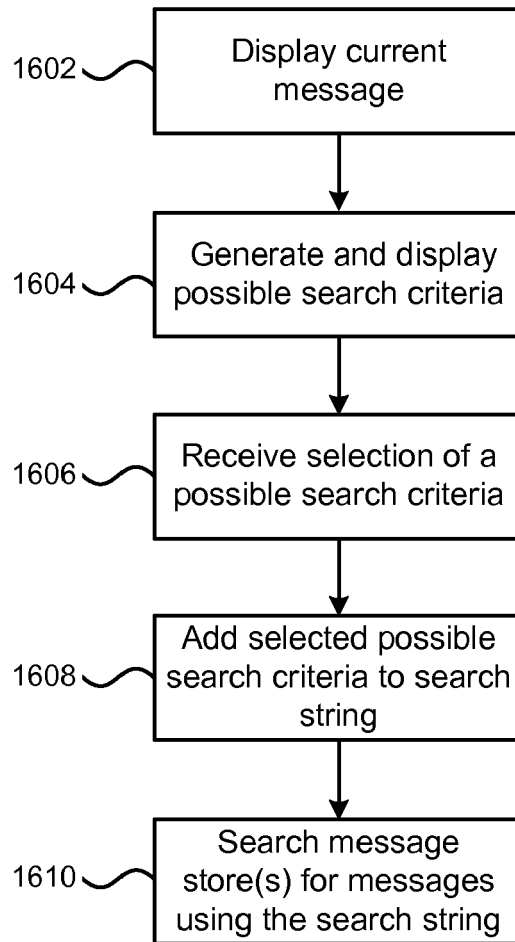 1602
Display current
message
1604
Generate and display
possible search criteria
1606
Receive selection of a
possible search criteria
1608
Add selected possible
search criteria to search
string
1610
Search message
store(s) for messages
using the search string